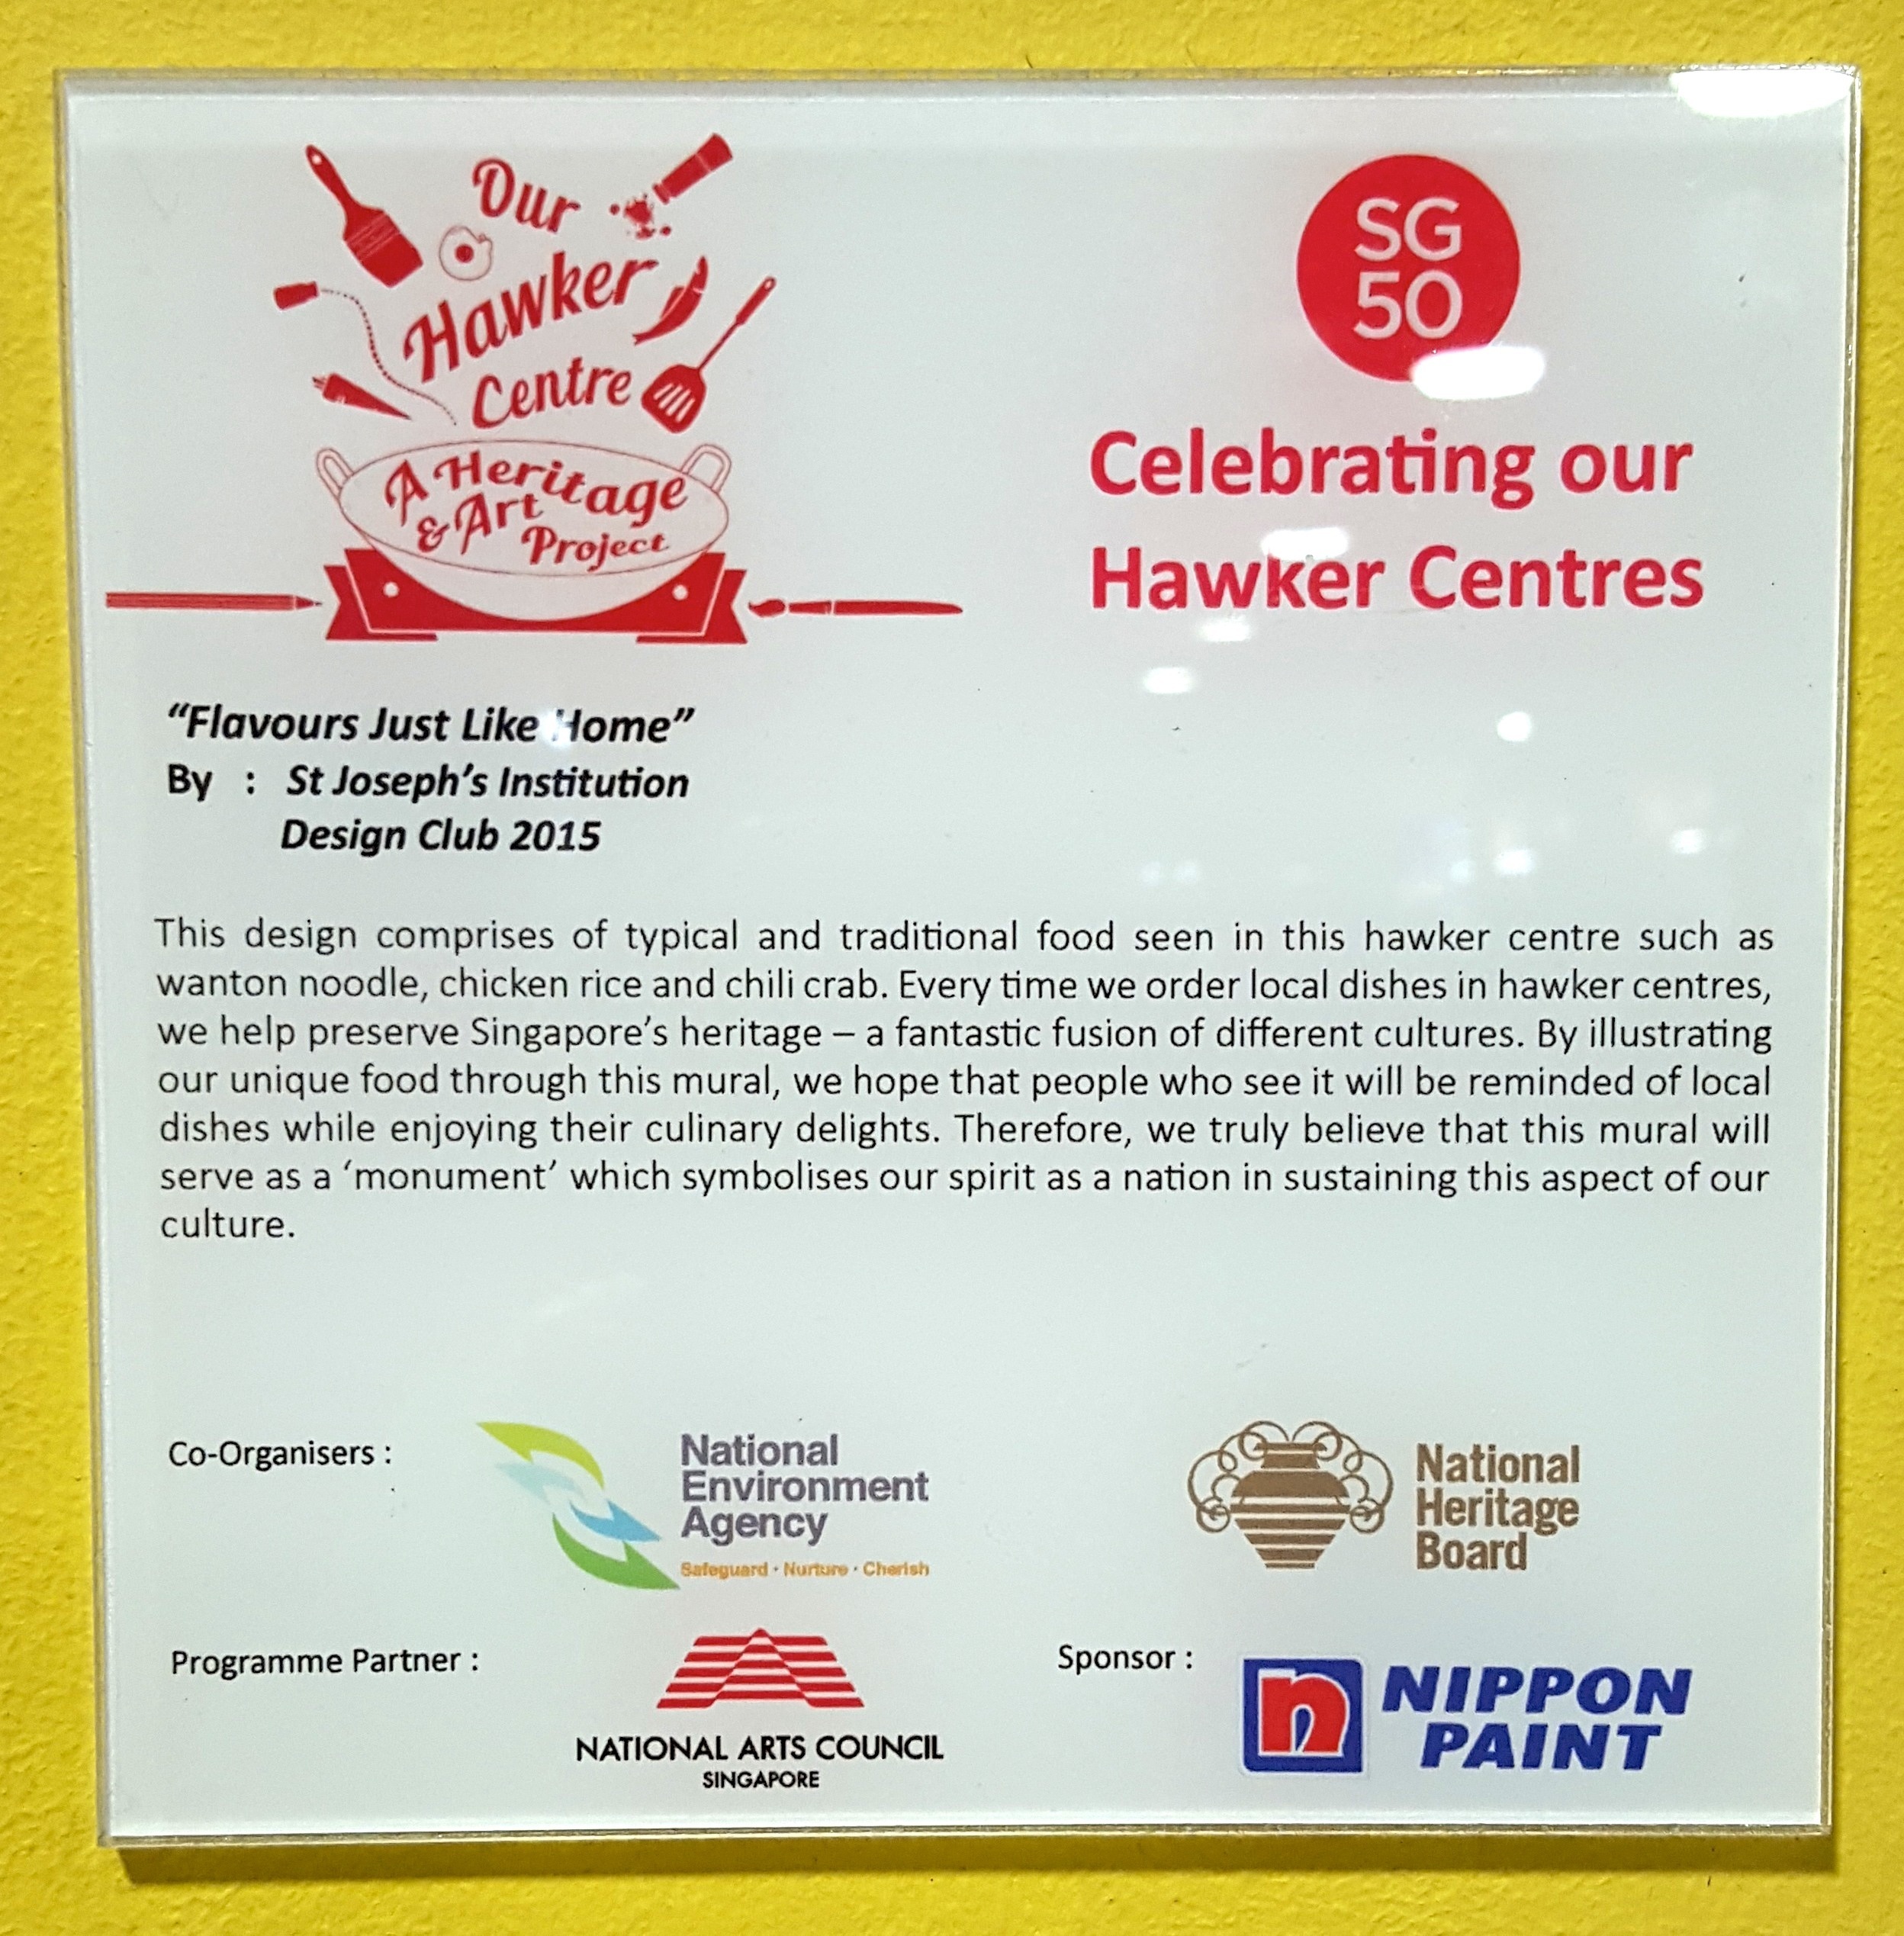 Our
Hawker
Centre
A Heritage
& Art
Project
SG
50
Celebrating our
Hawker Centres
“Flavours Just Like Home”
By : St Joseph’s Institution
Design Club 2015
This design comprises of typical and traditional food seen in this hawker centre such as
wanton noodle, chicken rice and chili crab. Every time we order local dishes in hawker centres,
we help preserve Singapore’s heritage – a fantastic fusion of different cultures. By illustrating
our unique food through this mural, we hope that people who see it will be reminded of local
dishes while enjoying their culinary delights. Therefore, we truly believe that this mural will
serve as a ‘monument’ which symbolises our spirit as a nation in sustaining this aspect of our
culture.
Co-Organisers :
National
Environment
Agency
Safeguard · Nurture · Cherish
National
Heritage
Board
Programme Partner :
NATIONAL ARTS COUNCIL
SINGAPORE
Sponsor :
n
NIPPON
PAINT